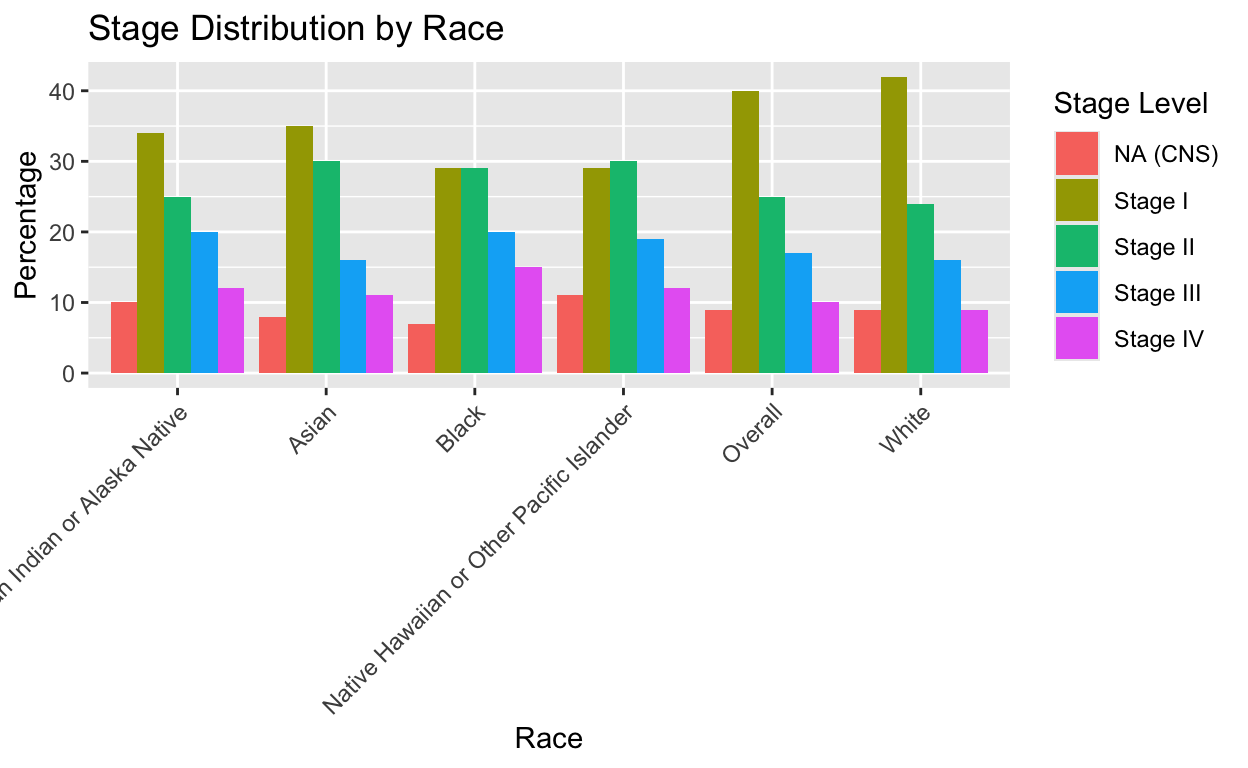 Stage Distribution by Race
Percentage
40
30
20
10
0
Indian or Alaska Native
Asian
Black
Native Hawaiian or Other Pacific Islander
Overall
White
Race
Stage Level
NA (CNS)
Stage I
Stage II
Stage III
Stage IV